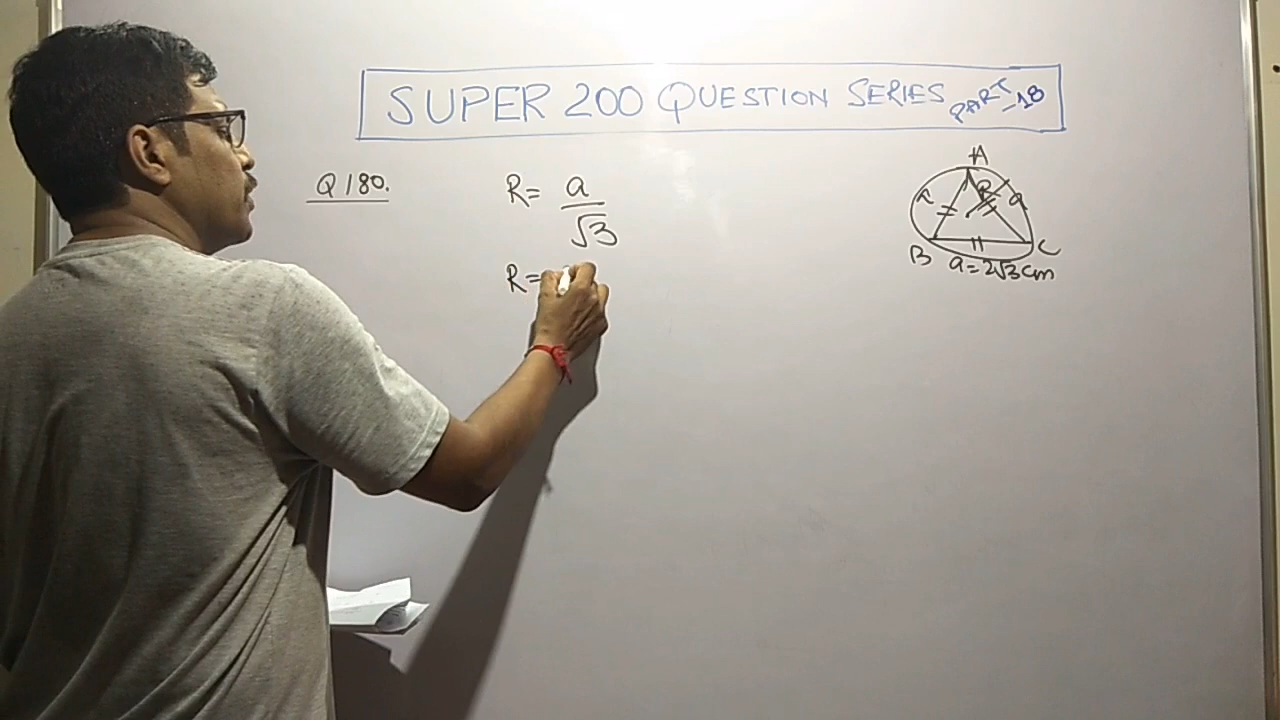 SUPER 200 QUESTION SERIES PART-18
Q 180.
R = a
√3
R =
A
a
R
a
B
C
a = 2√3 cm